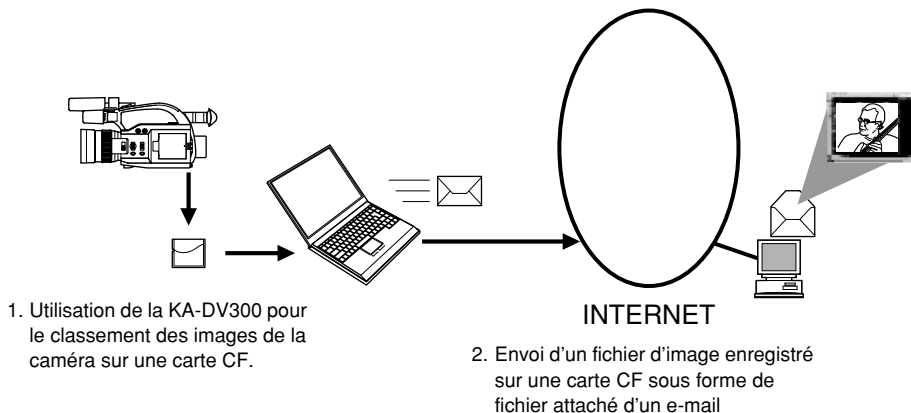 INTERNET
1. Utilisation de la KA-DV300 pour
le classement des images de la
caméra sur une carte CF.
2. Envoi d'un fichier d'image enregistré
sur une carte CF sous forme de
fichier attaché d'un e-mail